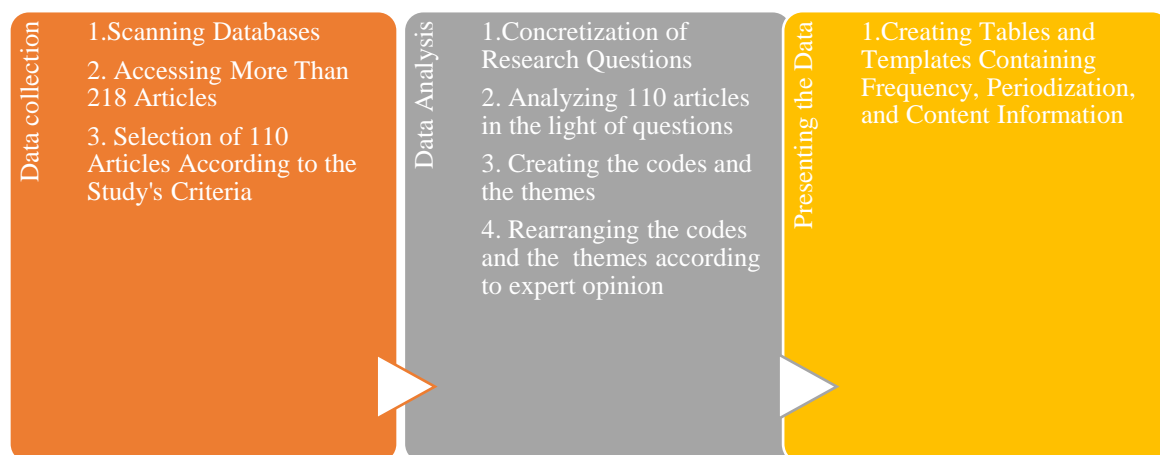 Data collection
1.Scanning Databases
2. Accessing More Than
218 Articles
3. Selection of 110
Articles According to the
Study's Criteria
Data Analysis
1.Concretization of
Research Questions
2. Analyzing 110 articles
in the light of questions
3. Creating the codes and
the themes
4. Rearranging the codes
and the  themes according
to expert opinion
Presenting the Data
1.Creating Tables and
Templates Containing
Frequency, Periodization,
and Content Information